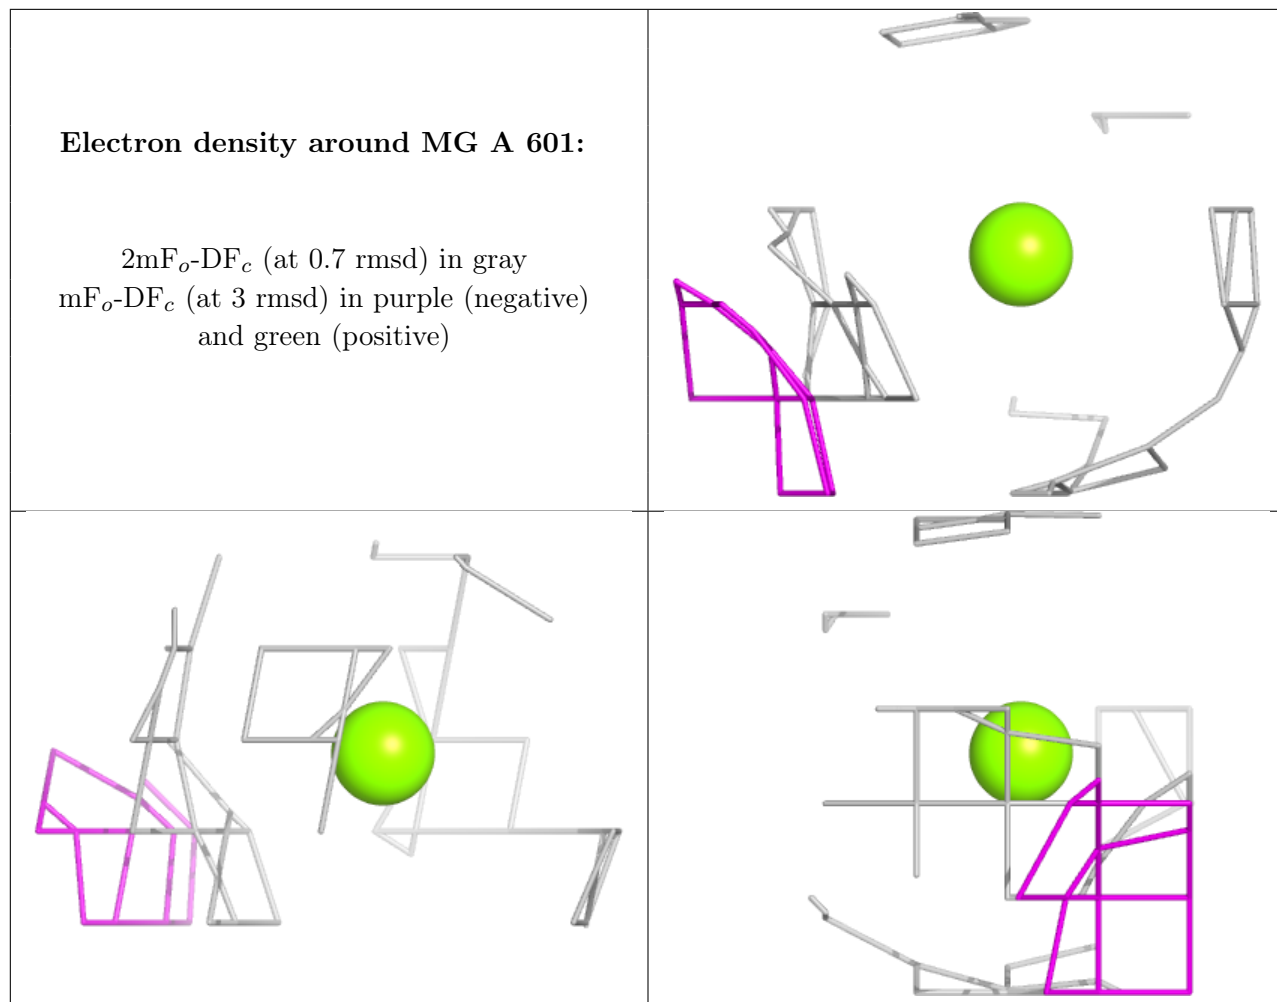 Electron density around MG A 601:
2mFo-DFc (at 0.7 rmsd) in gray
mFo-DFc (at 3 rmsd) in purple (negative)
and green (positive)